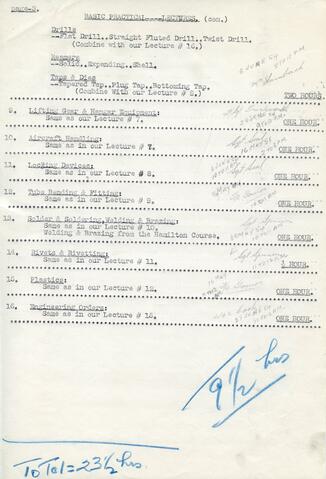 page-2.
BASIC PRACTICAL---LECTURES. (con.)
Drills
--Flat Drill..Straight Fluted Drill..Twist Drill.
(Combine with our Lecture # 16.)
Reamers
--Solid..Expanding..Shell.
Taps & Dies
--Tapered Tap..Plug Tap..Bottoming Tap.
(Combine with our Lecture # 8.)
TWO HOURS
9. Lifting Gear & Hangar Equipment:
Same as our Lecture # 7.
ONE HOUR.
10. Aircraft Handling:
Same as in our Lecture # 7.
ONE HOUR.
11. Locking Devices:
Same as in our Lecture # 8.
ONE HOUR.
12. Tube Bending & Fitting:
Same as in our Lecture # 9.
ONE HOUR.
13. Solder & Soldering, Welding & Brazing:
Same as in our Lecture # 10.
Welding & Brazing from the Hamilton Course.
ONE HOUR.
14. Rivets & Rivetting:
Same as in our Lecture # 11.
½ HOUR.
15. Plastics:
Same as in our Lecture # 12.
ONE HOUR.
16. Engineering Orders:
Same as in our Lecture # 15.
ONE HOUR.
9 1/2 hrs
ToTal = 23½ hrs.